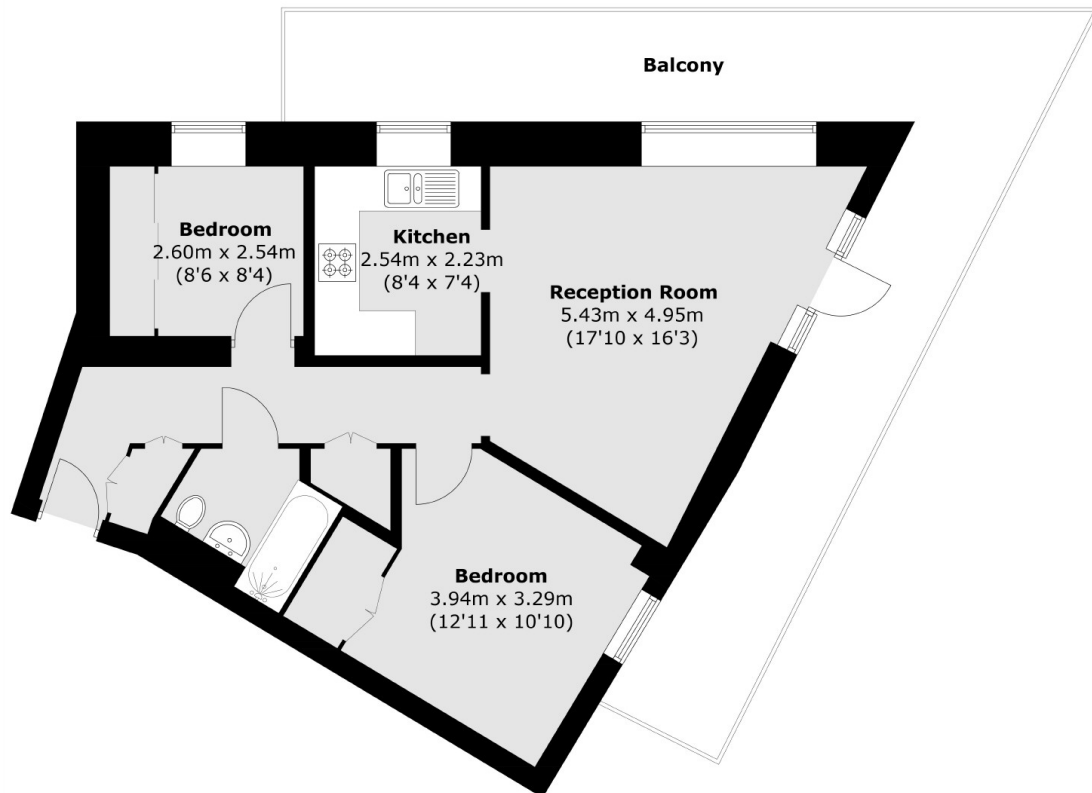 Balcony
Bedroom
2.60m x 2.54m
(8'6 x 8'4)
Kitchen
2.54m x 2.23m
(8'4 x 7'4)
Reception Room
5.43m x 4.95m
(17'10 x 16'3)
Bedroom
3.94m x 3.29m
(12'11 x 10'10)